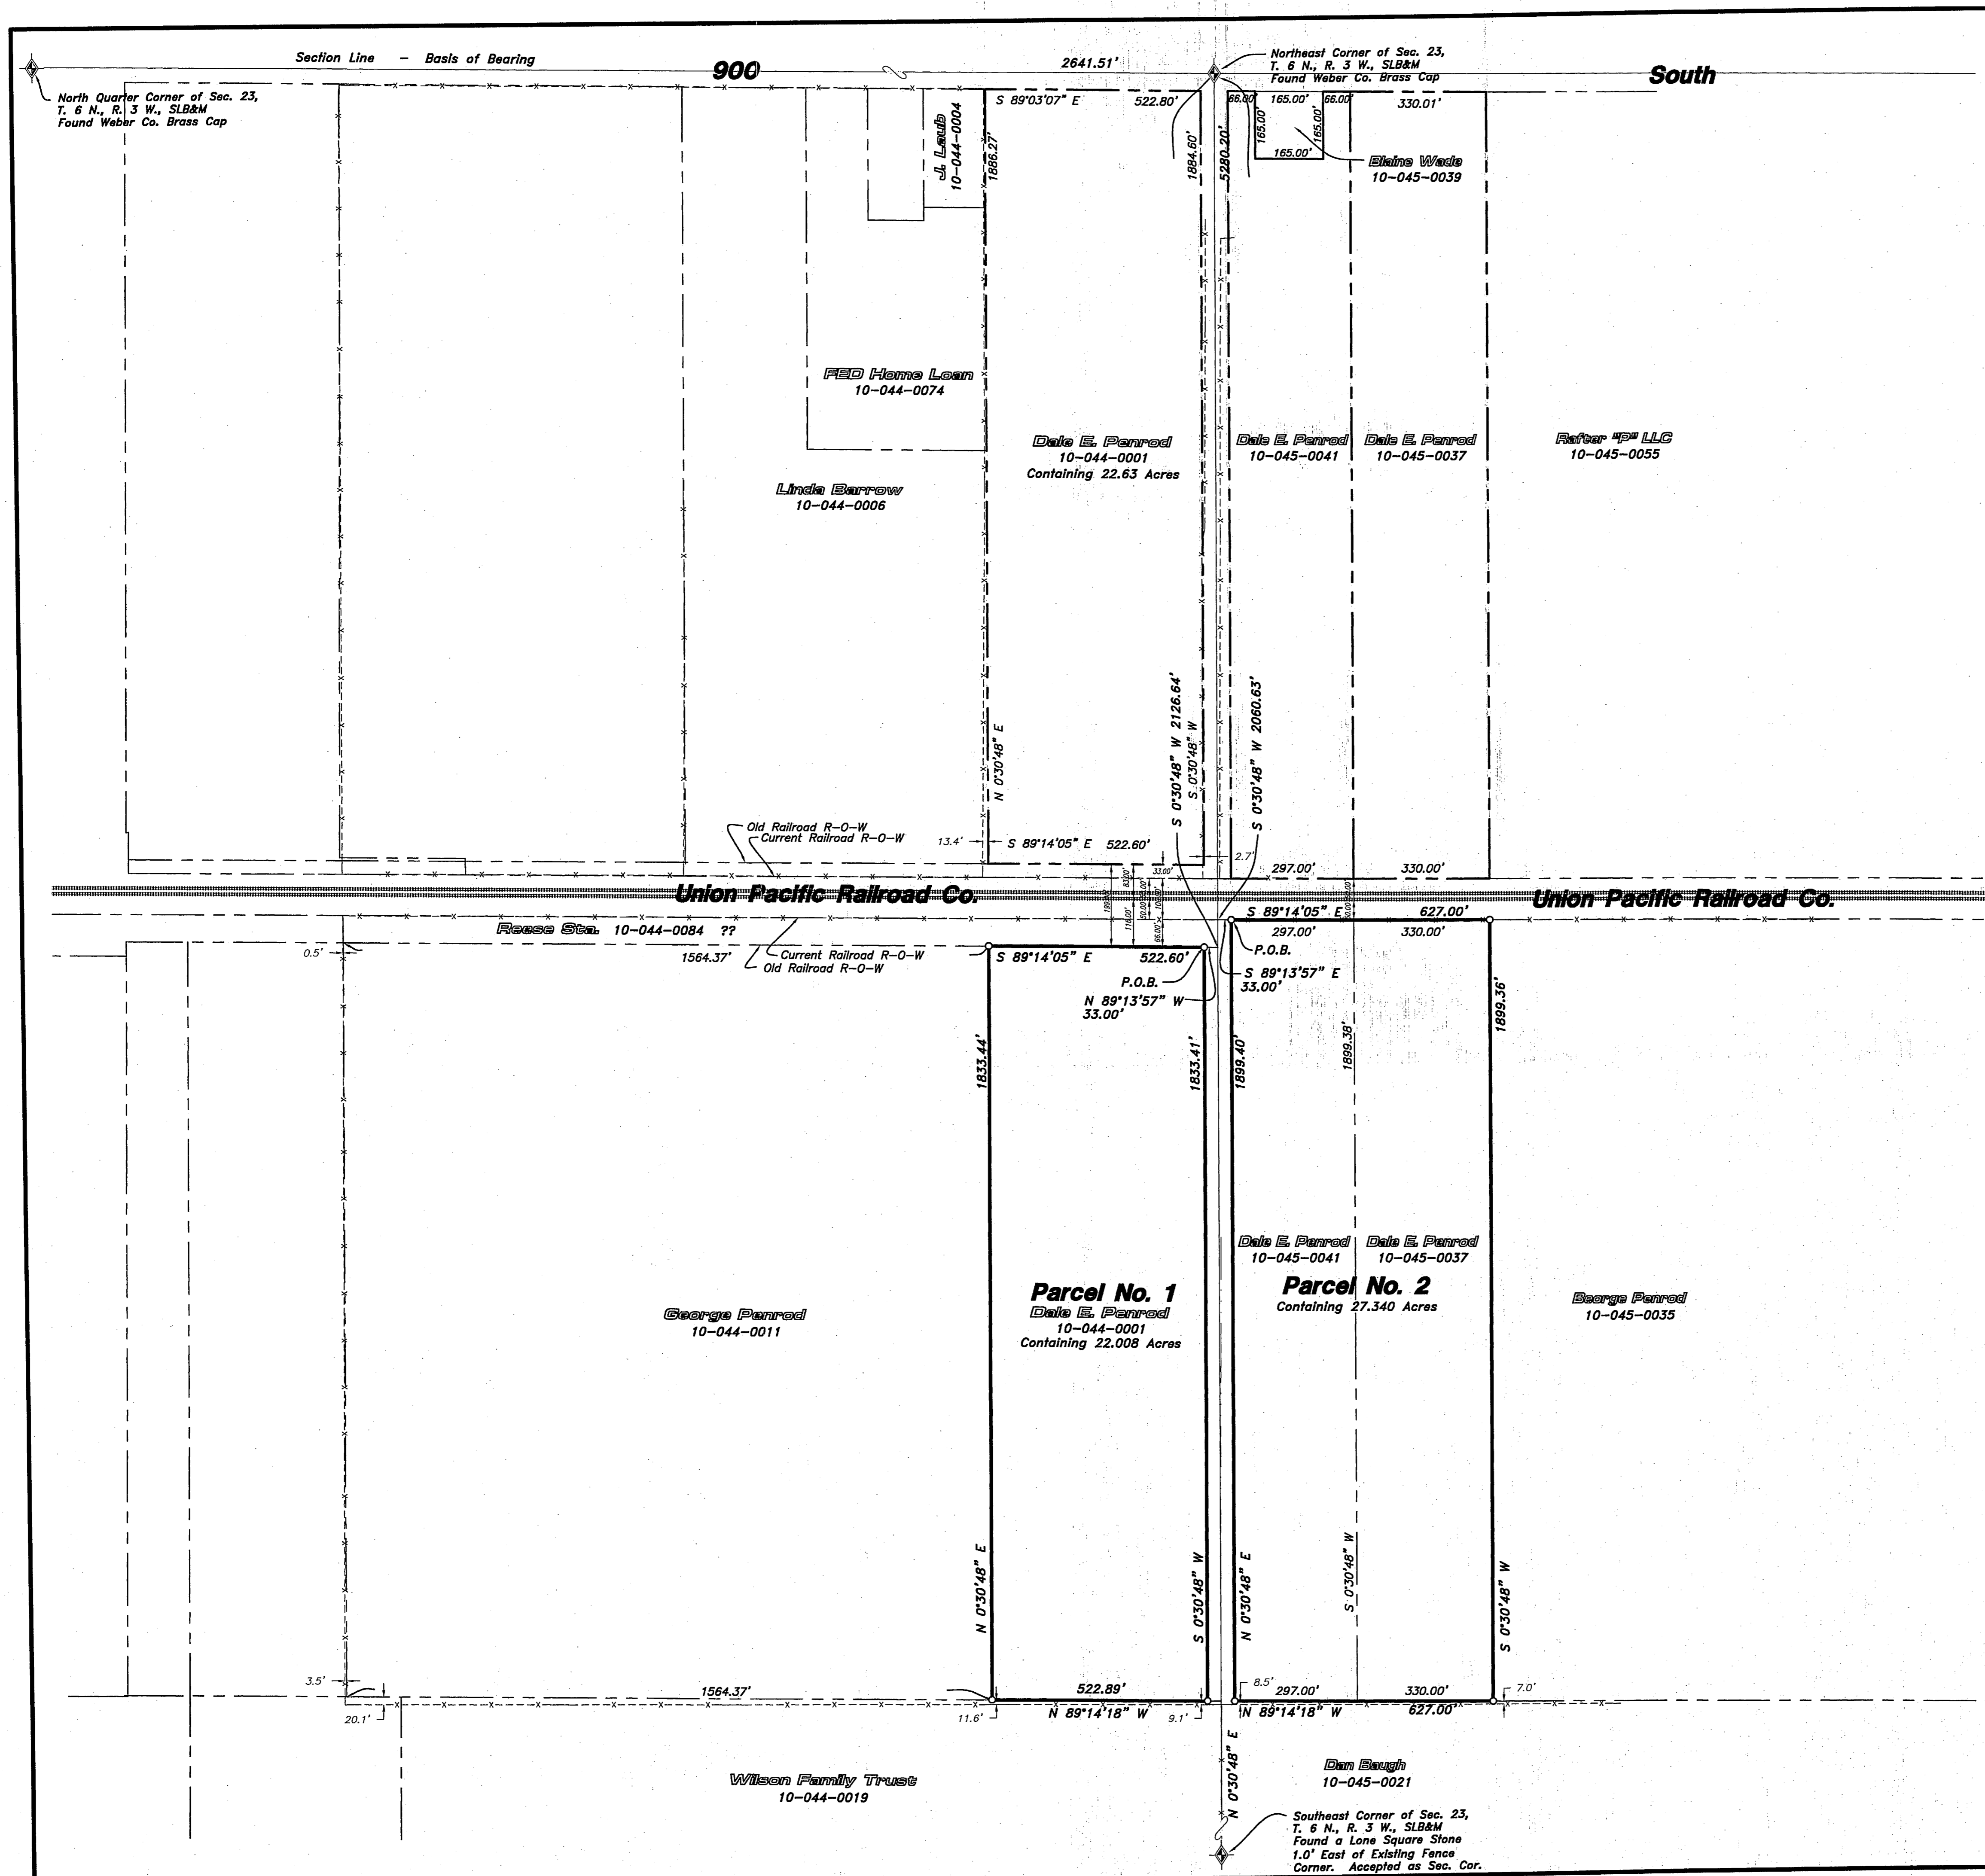 Section Line – Basis of Bearing
900
2641.51'
South
North Quarter Corner of Sec. 23,
T. 6 N., R. 3 W., SLB&M
Found Weber Co. Brass Cap
Northeast Corner of Sec. 23,
T. 6 N., R. 3 W., SLB&M
Found Weber Co. Brass Cap
S 89°03'07" E 522.80'
66.00' 165.00' 66.00' 330.01'
165.00'
165.00'
165.00'
J. Laub
10-044-0004
1886.27'
1884.60'
5280.20'
Blaine Wade
10-045-0039
FED Home Loan
10-044-0074
Linda Barrow
10-044-0006
Dale E. Penrod
10-044-0001
Containing 22.63 Acres
Dale E. Penrod
10-045-0041
Dale E. Penrod
10-045-0037
Rafter "P" LLC
10-045-0055
N 0°30'48" E
S 0°30'48" W 2126.64'
S 0°30'48" W
S 0°30'48" W 2060.63'
Old Railroad R-O-W
Current Railroad R-O-W
13.4'
S 89°14'05" E 522.60'
2.7'
33.00'
83.00'
116.00'
66.00'
50.00'
297.00' 330.00'
Union Pacific Railroad Co.
Union Pacific Railroad Co.
Reese Sta. 10-044-0084 ??
S 89°14'05" E 627.00'
297.00' 330.00'
0.5'
1564.37'
Current Railroad R-O-W
Old Railroad R-O-W
S 89°14'05" E 522.60'
P.O.B.
N 89°13'57" W
33.00'
P.O.B.
S 89°13'57" E
33.00'
1833.44'
1833.41'
1899.40'
1899.38'
1899.36'
George Penrod
10-044-0011
Parcel No. 1
Dale E. Penrod
10-044-0001
Containing 22.008 Acres
Dale E. Penrod
10-045-0041
Dale E. Penrod
10-045-0037
Parcel No. 2
Containing 27.340 Acres
Beorge Penrod
10-045-0035
N 0°30'48" E
S 0°30'48" W
N 0°30'48" E
S 0°30'48" W
S 0°30'48" W
3.5'
20.1'
1564.37'
11.6'
522.89'
N 89°14'18" W
9.1'
8.5'
297.00' 330.00'
N 89°14'18" W 627.00'
7.0'
N 0°30'48" E
Wilson Family Trust
10-044-0019
Dan Baugh
10-045-0021
Southeast Corner of Sec. 23,
T. 6 N., R. 3 W., SLB&M
Found a Lone Square Stone
1.0' East of Existing Fence
Corner. Accepted as Sec. Cor.